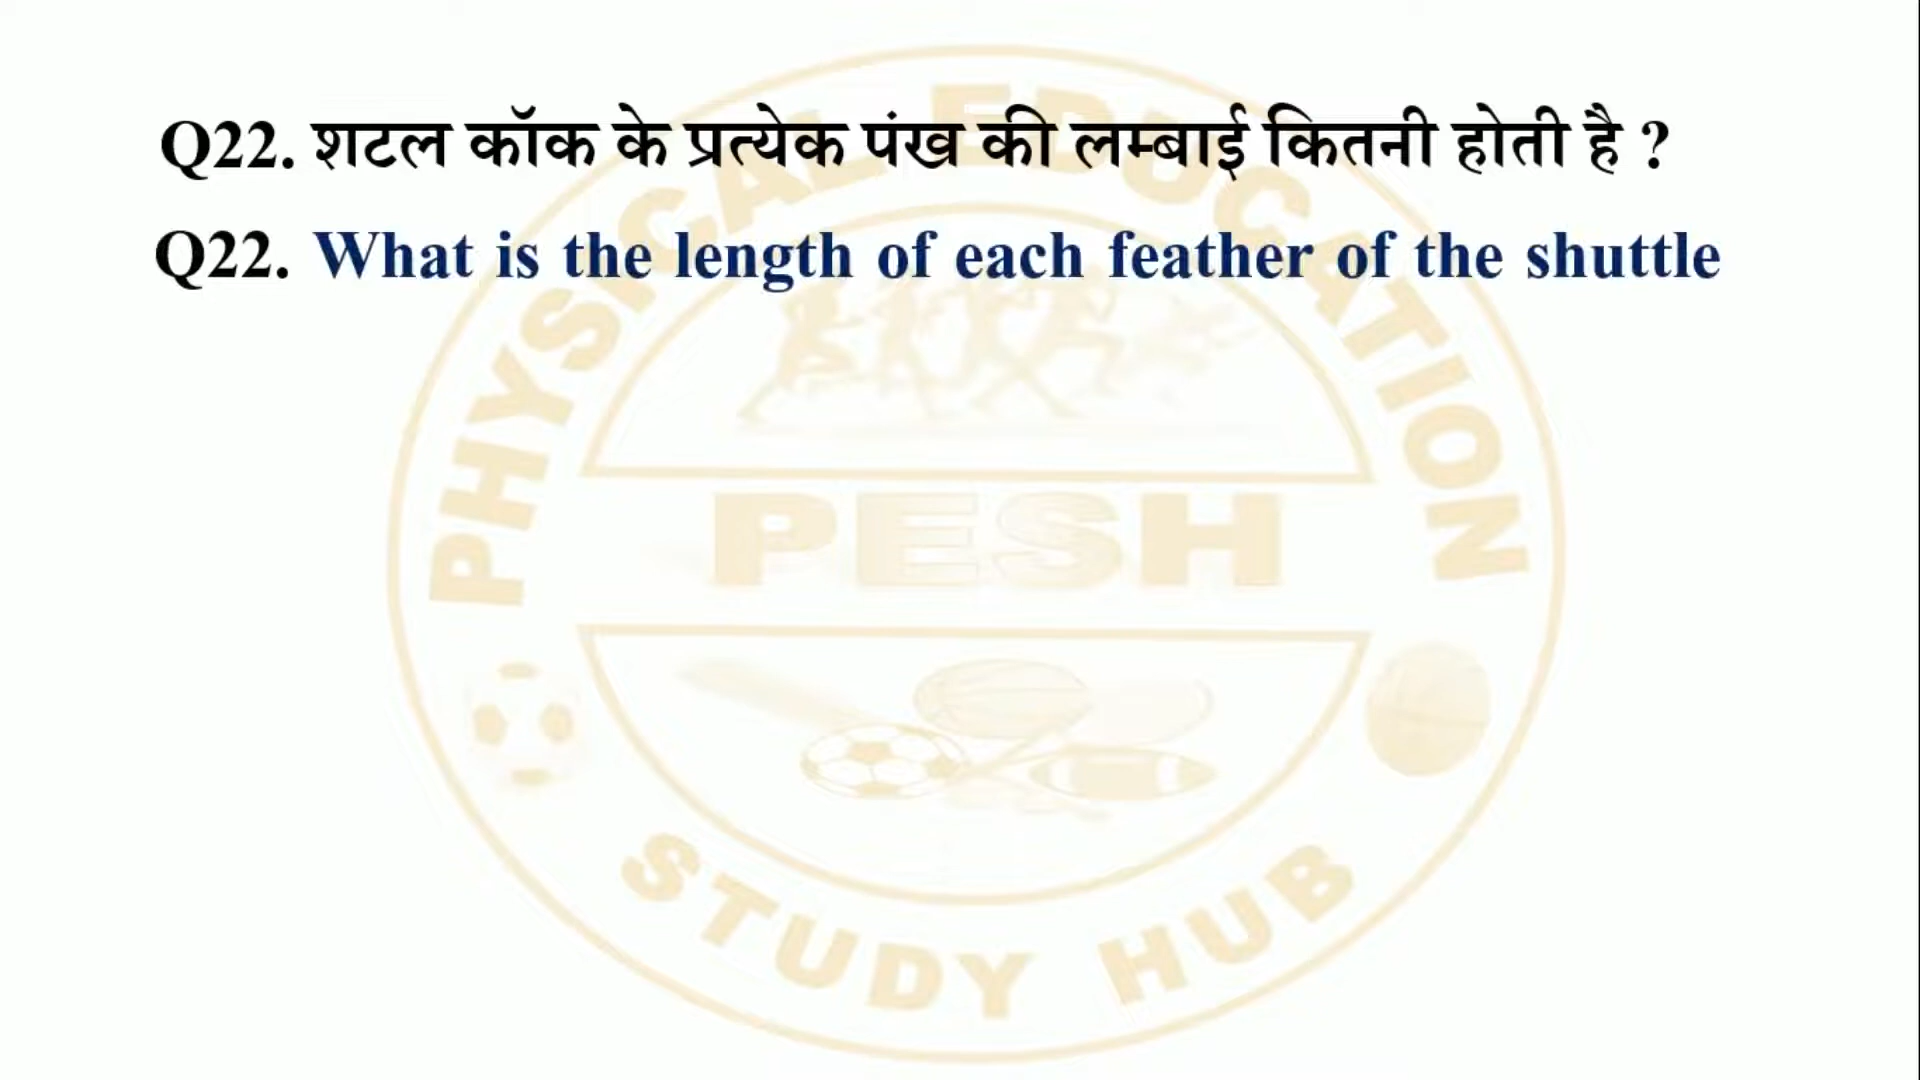 Q22. शटल कॉक के प्रत्येक पंख की लम्बाई कितनी होती है ?
Q22. What is the length of each feather of the shuttle
PHYSICAL EDUCATION
PESH
STUDY HUB